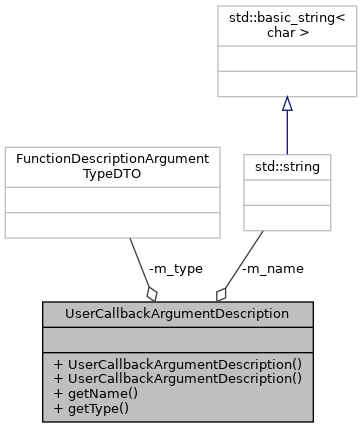 std::basic_string<
char >
FunctionDescriptionArgument
TypeDTO
std::string
-m_type
-m_name
UserCallbackArgumentDescription
+ UserCallbackArgumentDescription()
+ UserCallbackArgumentDescription()
+ getName()
+ getType()